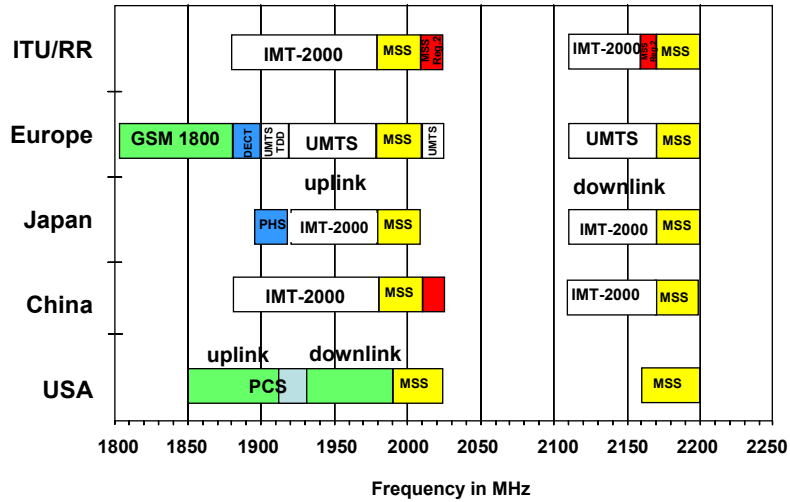 ITU/RR
IMT-2000
MSS
MSS
Reg.2
IMT-2000
MSS
Reg.2
MSS
Europe
GSM 1800
DECT
UMTS
TDD
UMTS
MSS
UMTS
UMTS
MSS
uplink
downlink
Japan
PHS
IMT-2000
MSS
IMT-2000
MSS
China
IMT-2000
MSS
IMT-2000
MSS
uplink
downlink
USA
PCS
MSS
MSS
1800 1850 1900 1950 2000 2050 2100 2150 2200 2250
Frequency in MHz